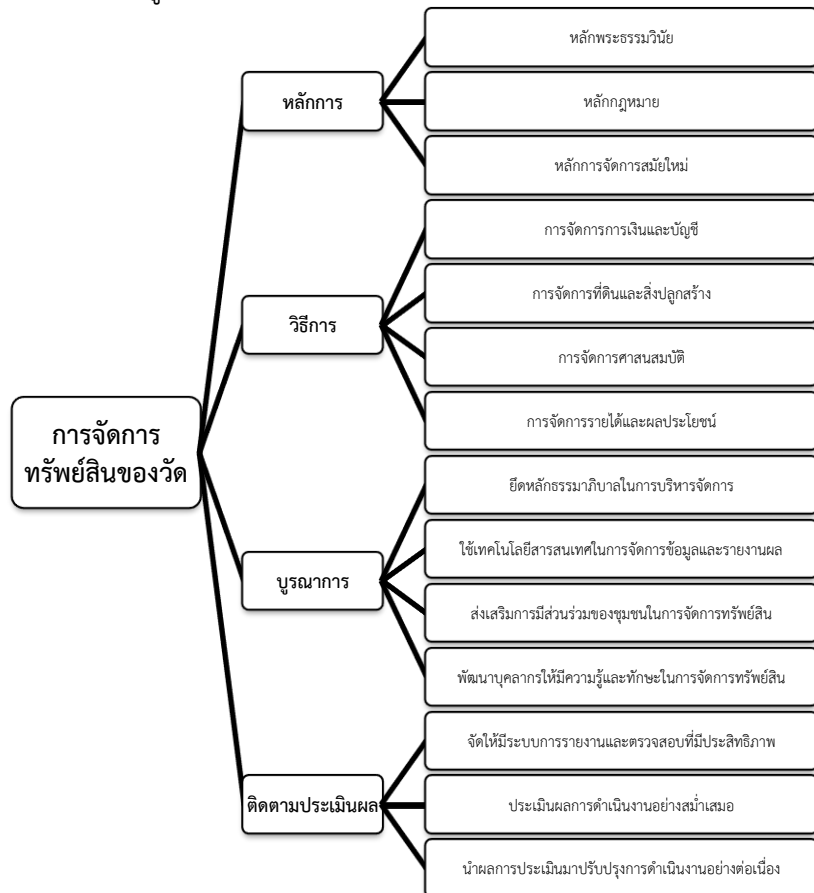 การจัดการ
ทรัพย์สินของวัด
หลักการ
หลักพระธรรมวินัย
หลักกฎหมาย
หลักการจัดการสมัยใหม่
วิธีการ
การจัดการการเงินและบัญชี
การจัดการที่ดินและสิ่งปลูกสร้าง
การจัดการศาสนสมบัติ
การจัดการรายได้และผลประโยชน์
บูรณาการ
ยึดหลักธรรมาภิบาลในการบริหารจัดการ
ใช้เทคโนโลยีสารสนเทศในการจัดการข้อมูลและรายงานผล
ส่งเสริมการมีส่วนร่วมของชุมชนในการจัดการทรัพย์สิน
พัฒนาบุคลากรให้มีความรู้และทักษะในการจัดการทรัพย์สิน
ติดตามประเมินผล
จัดให้มีระบบการรายงานและตรวจสอบที่มีประสิทธิภาพ
ประเมินผลการดำเนินงานอย่างสม่ำเสมอ
นำผลการประเมินมาปรับปรุงการดำเนินงานอย่างต่อเนื่อง